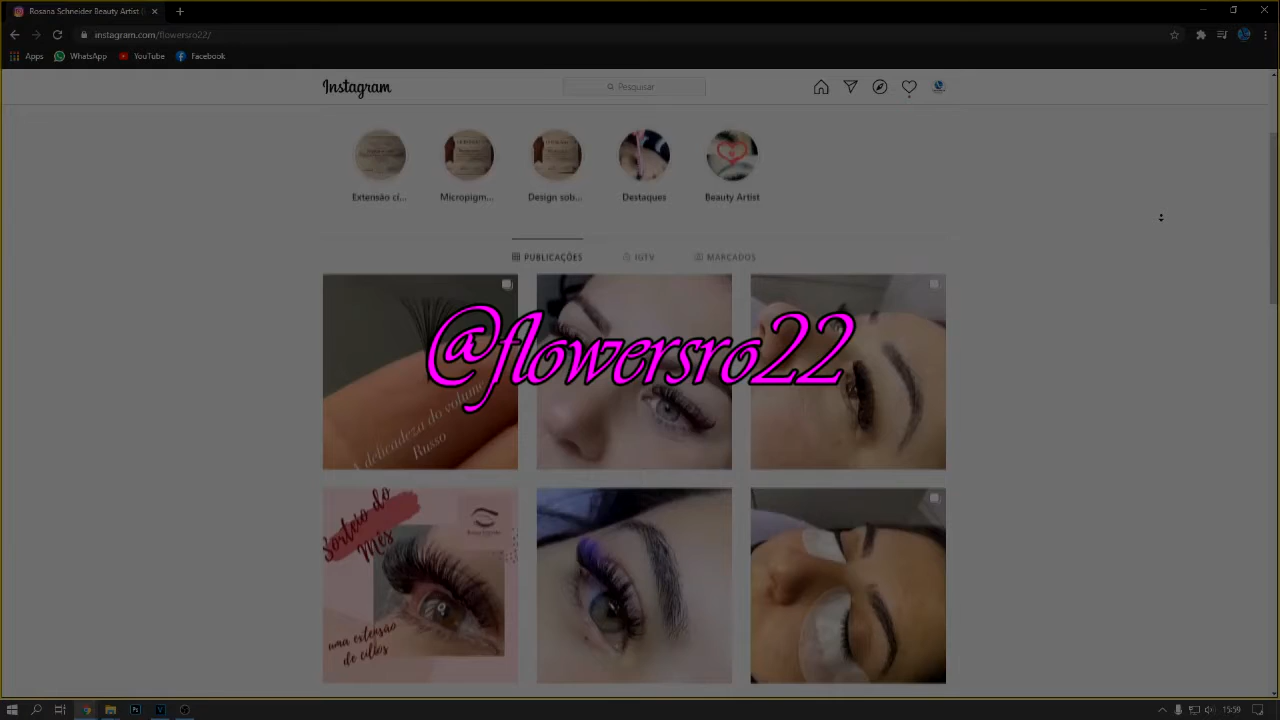 Rosana Schneider Beauty Artist (
instagram.com/flowersro22/
Apps
WhatsApp
YouTube
Facebook
Instagram
Pesquisar
Extensão cí...
Micropigm...
Design sob...
Destaques
Beauty Artist
PUBLICAÇÕES
IGTV
MARCADOS
@flowersro22
A delicadeza do volume
Russo
Sorteio do
Mês
uma extensão
de cílios
15:59